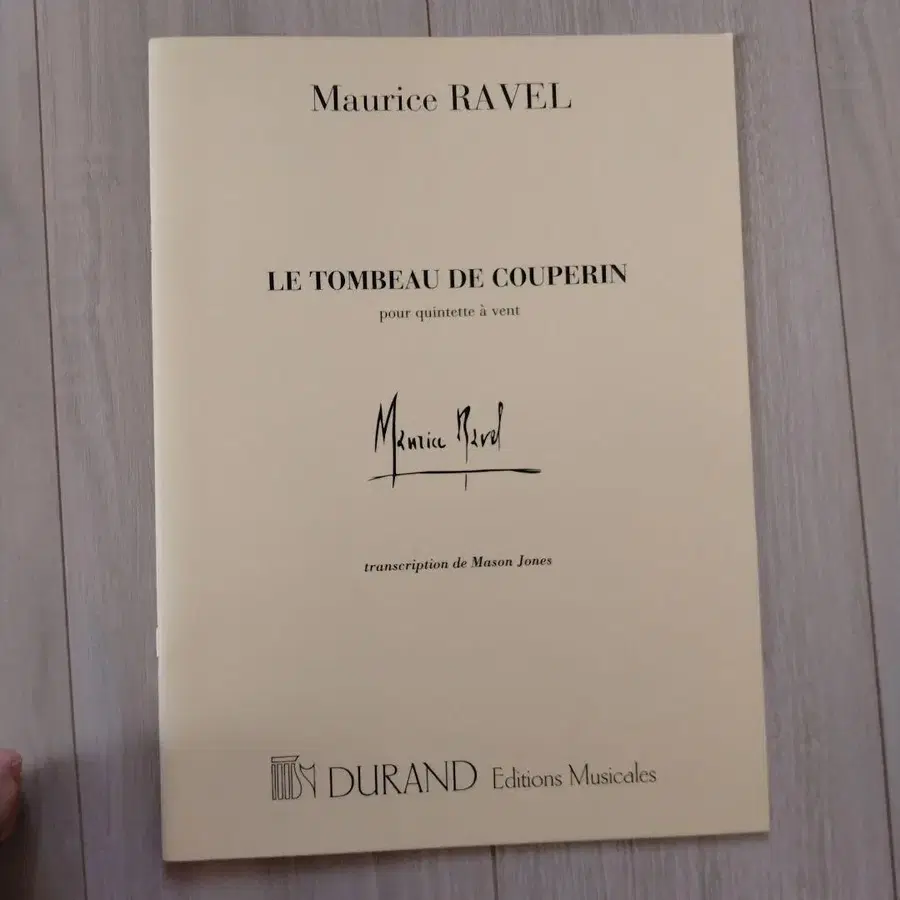 Maurice RAVEL
LE TOMBEAU DE COUPERIN
pour quintette à vent
Maurice Ravel
transcription de Mason Jones
DURAND Editions Musicales